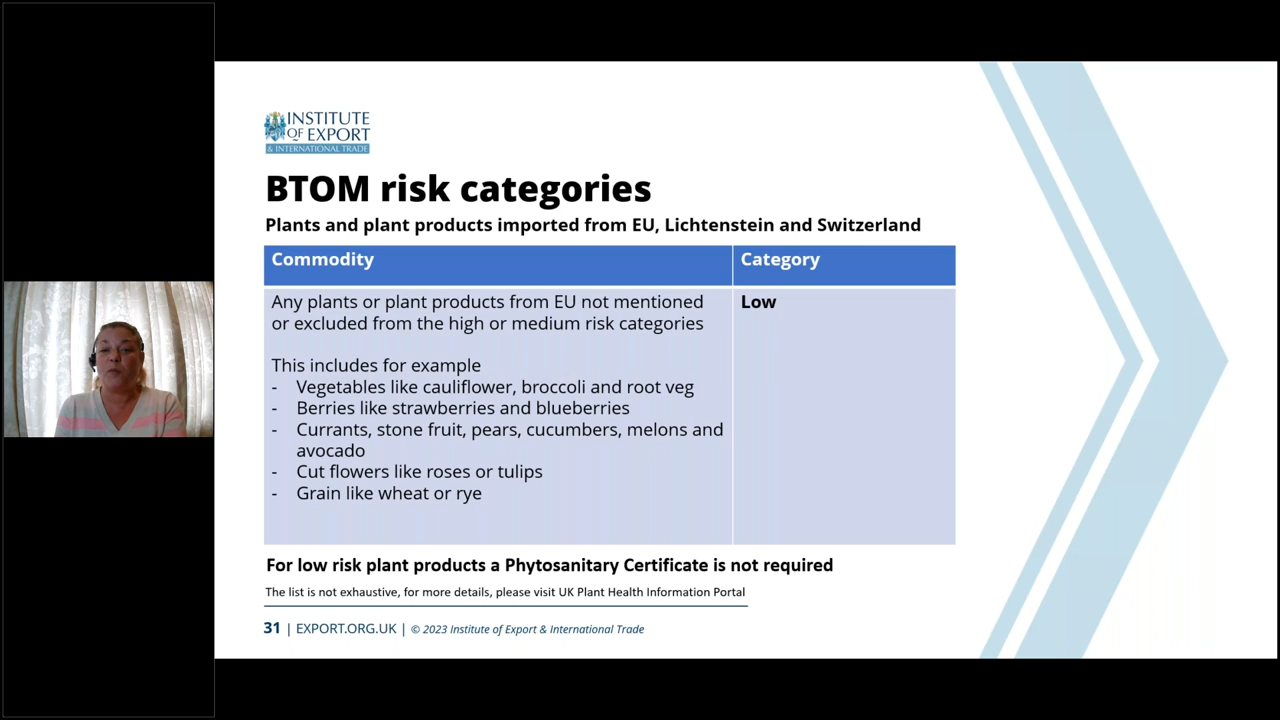 INSTITUTE
OF EXPORT
& INTERNATIONAL TRADE
BTOM risk categories
Plants and plant products imported from EU, Lichtenstein and Switzerland
Commodity
Category
Any plants or plant products from EU not mentioned
or excluded from the high or medium risk categories
Low
This includes for example
- Vegetables like cauliflower, broccoli and root veg
- Berries like strawberries and blueberries
- Currants, stone fruit, pears, cucumbers, melons and
avocado
- Cut flowers like roses or tulips
- Grain like wheat or rye
For low risk plant products a Phytosanitary Certificate is not required
The list is not exhaustive, for more details, please visit UK Plant Health Information Portal
31 | EXPORT.ORG.UK | © 2023 Institute of Export & International Trade